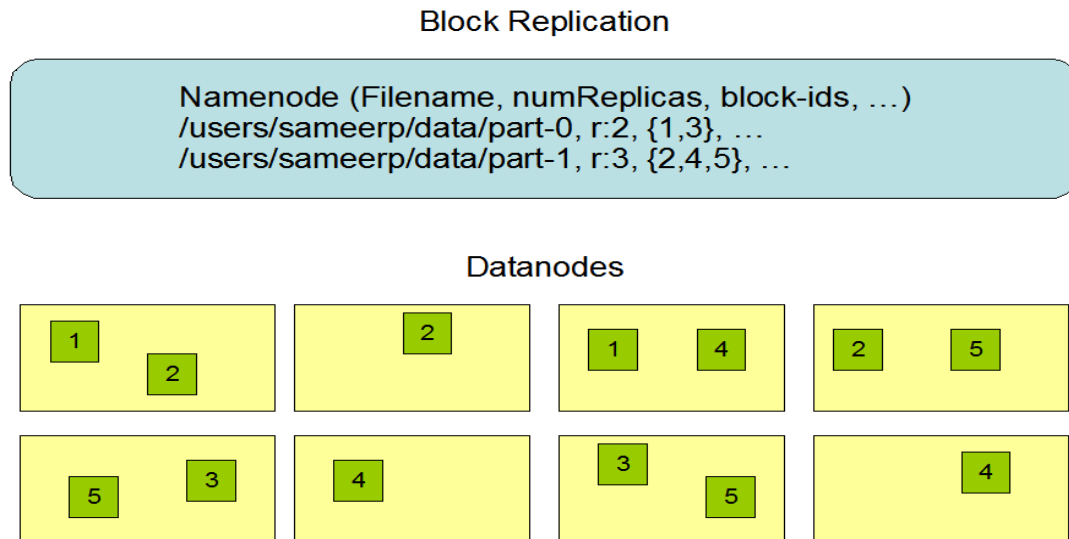 Block Replication
Namenode (Filename, numReplicas, block-ids, …)
/users/sameerp/data/part-0, r:2, {1,3}, …
/users/sameerp/data/part-1, r:3, {2,4,5}, …
Datanodes
1
2
2
1
4
2
5
5
3
4
3
5
4